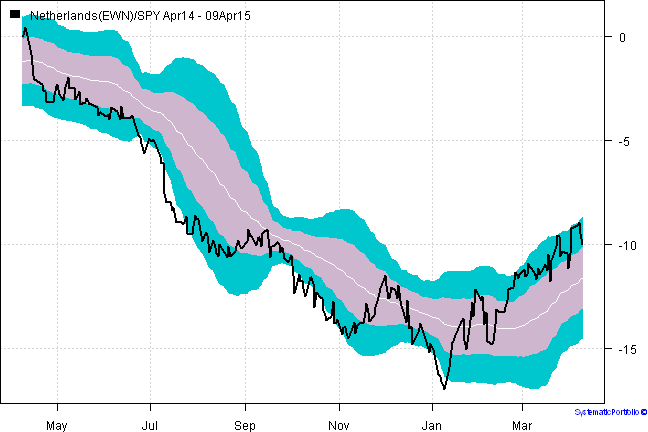 Netherlands(EWN)/SPY Apr14 - 09Apr15
0
-5
-10
-15
May Jul Sep Nov Jan Mar
SystematicPortfolio ©